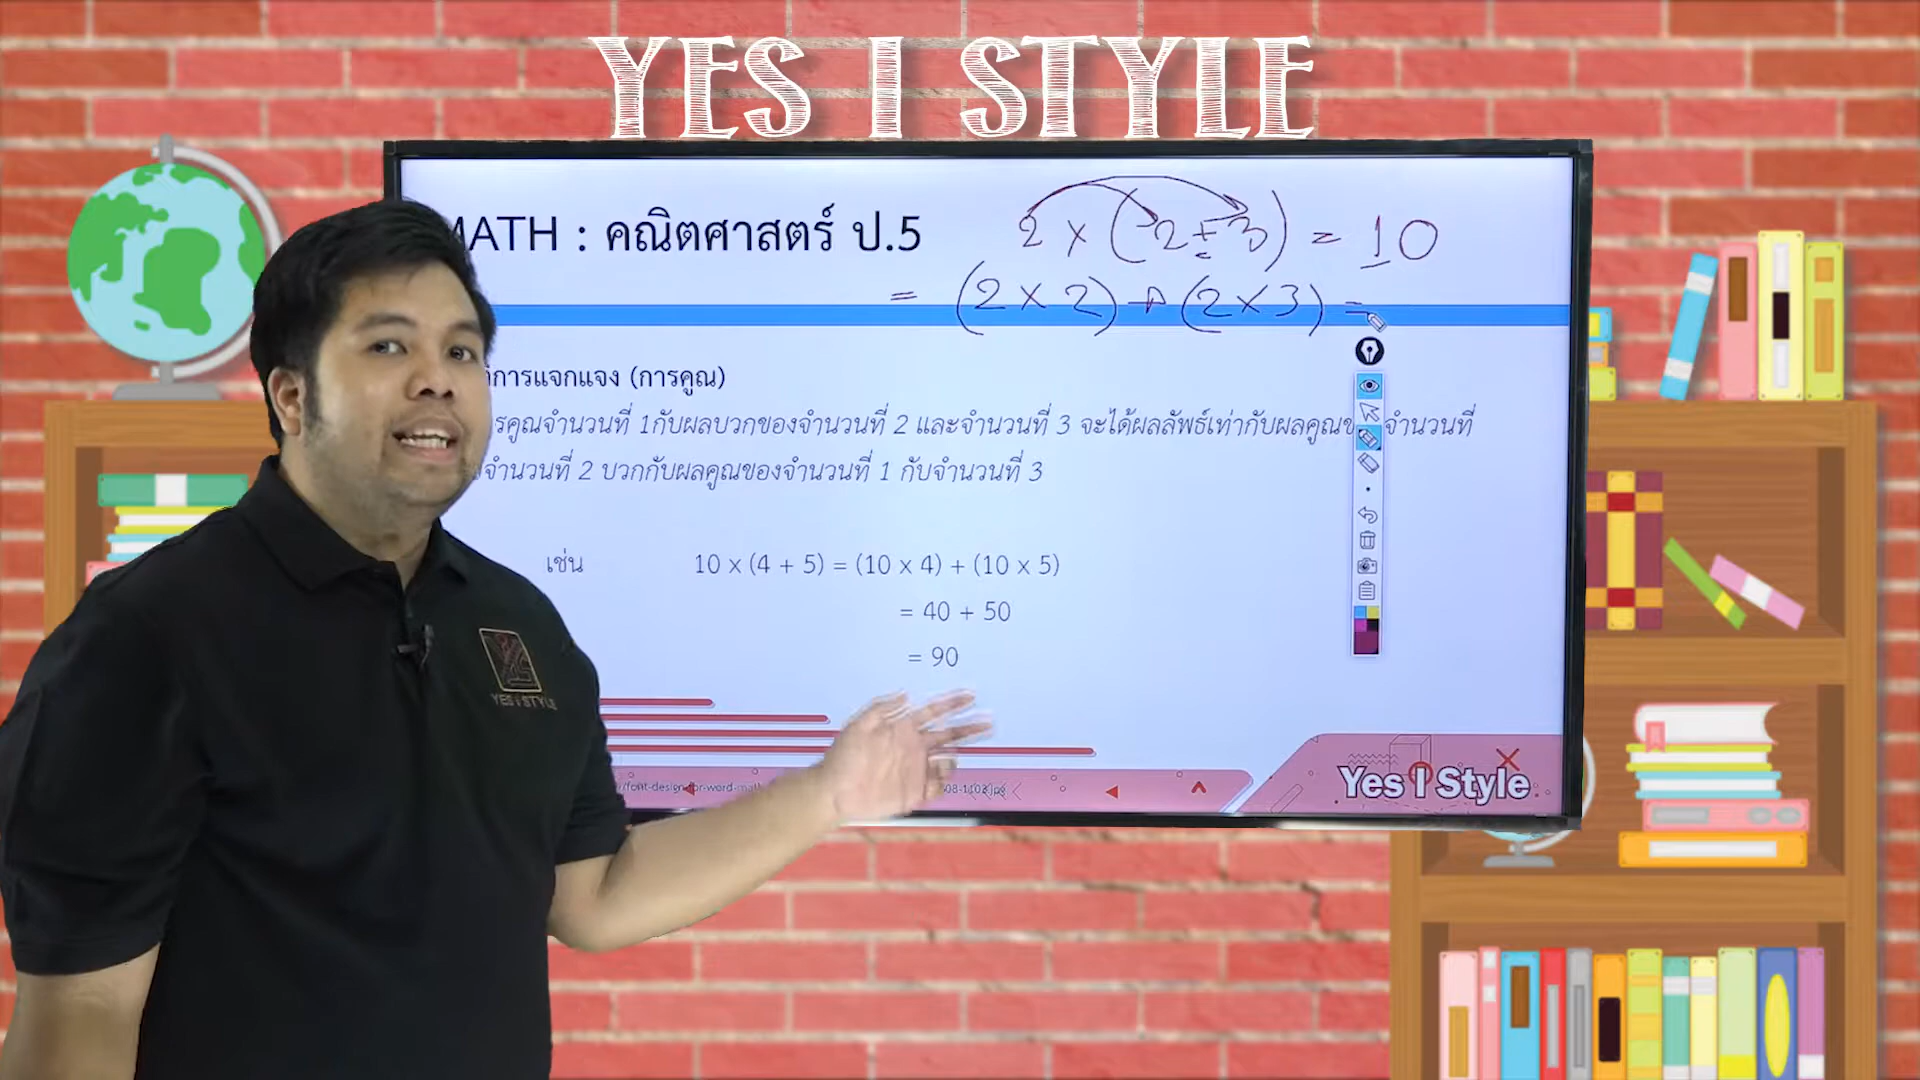 YES I STYLE
MATH : คณิตศาสตร์ ป.5
2 × (2 + 3) = 10
= (2 × 2) + (2 × 3) =
การแจกแจง (การคูณ)
คูณจำนวนที่ 1กับผลบวกของจำนวนที่ 2 และจำนวนที่ 3 จะได้ผลลัพธ์เท่ากับผลคูณ จำนวนที่
จำนวนที่ 2 บวกกับผลคูณของจำนวนที่ 1 กับจำนวนที่ 3
เช่น 10 × (4 + 5) = (10 × 4) + (10 × 5)
= 40 + 50
= 90
YES I STYLE
Yes I Style